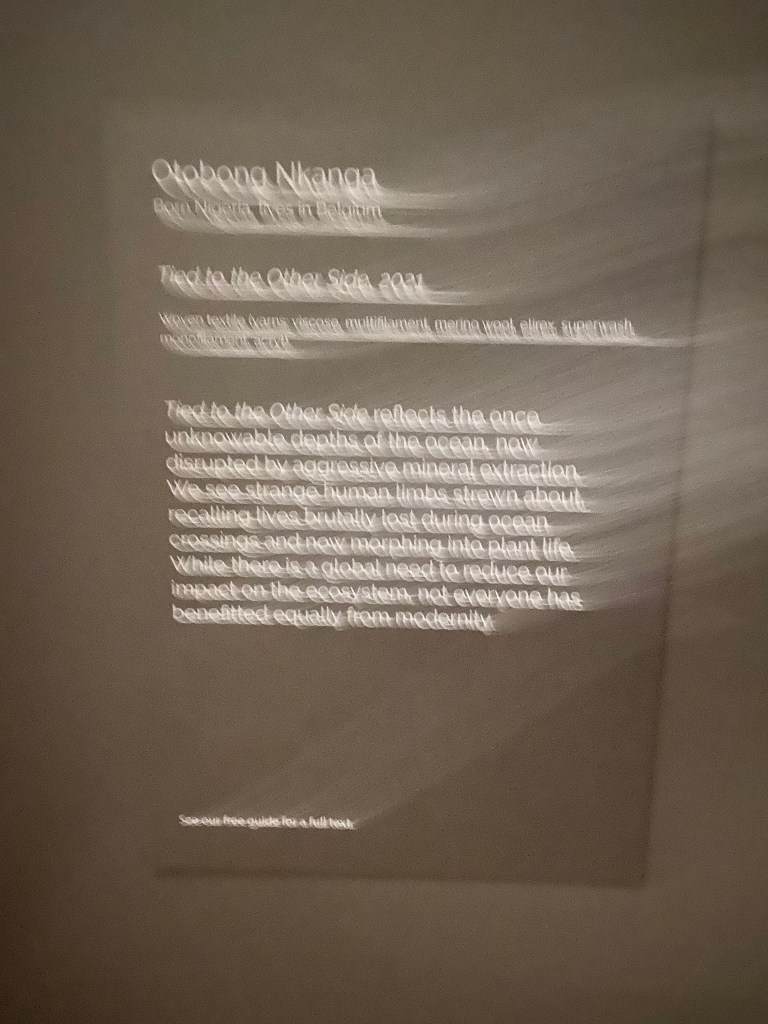 Otobong Nkanga
Born Nigeria, lives in Belgium
Tied to the Other Side, 2021
Woven textile (yarns: viscose, multifilament, merino wool, elirex, superwash,
monofilament, acryl)
Tied to the Other Side reflects the once
unknowable depths of the ocean, now
disrupted by aggressive mineral extraction.
We see strange human limbs strewn about,
recalling lives brutally lost during ocean
crossings and now morphing into plant life.
While there is a global need to reduce our
impact on the ecosystem, not everyone has
benefitted equally from modernity.
See our free guide for a full text.